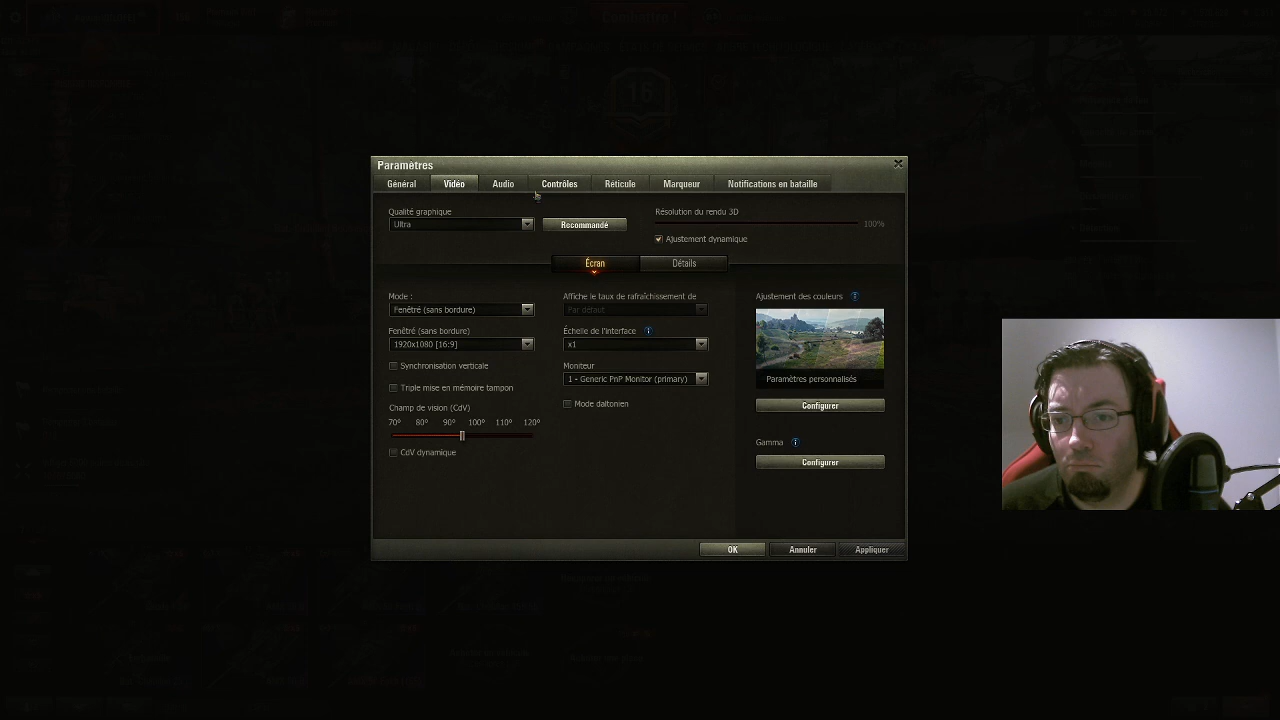 Combattre !
16
Paramètres
Général Vidéo Audio Contrôles Réticule Marqueur Notifications en bataille
Qualité graphique
Ultra
Recommandé
Résolution du rendu 3D
100%
Ajustement dynamique
Écran Détails
Mode :
Fenêtré (sans bordure)
Fenêtré (sans bordure)
1920x1080 [16:9]
Synchronisation verticale
Triple mise en mémoire tampon
Champ de vision (CdV)
70° 80° 90° 100° 110° 120°
CdV dynamique
Affiche le taux de rafraîchissement de
Par défaut
Échelle de l'interface
x1
Moniteur
1 - Generic PnP Monitor (primary)
Mode daltonien
Ajustement des couleurs
Paramètres personnalisés
Configurer
Gamma
Configurer
OK Annuler Appliquer